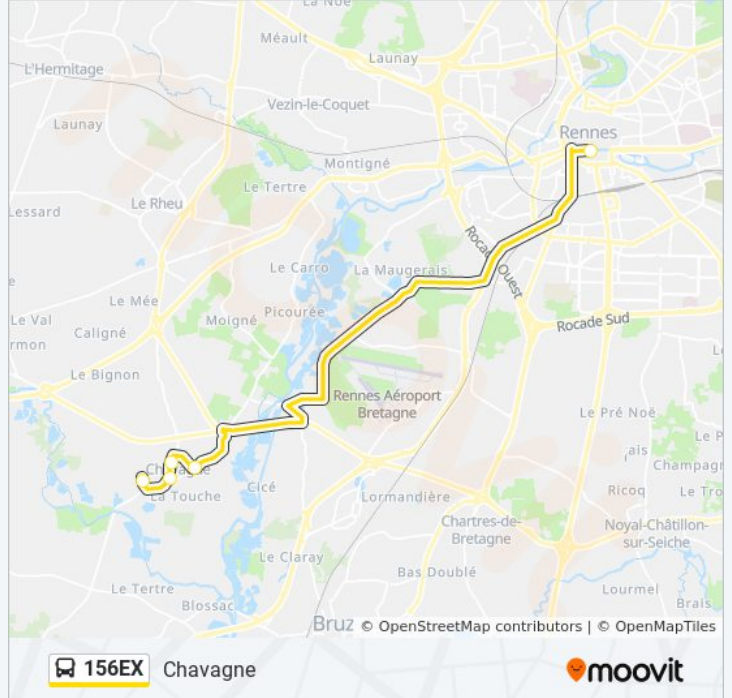 La Noë
Méault
Launay
L'Hermitage
Vezin-le-Coquet
Launay
Rennes
Montigné
Le Tertre
Le Rheu
Lessard
Rocade Ouest
Le Carro
La Maugerais
Le Mée
Picourée
Moigné
Le Val
Caligné
Rocade Sud
rmon
Le Bignon
Rennes Aéroport
Bretagne
Le Pré Noë
Le P
ais
Champagn
Chavagne
La Touche
Cicé
Lormandière
Ricoq
Le Tro
Chartres-de-
Bretagne
Noyal-Châtillon-
sur-Seiche
Le Claray
Bas Doublé
Le Tertre
Lourmel
Blossac
Brais
Bruz
© OpenStreetMap contributors | © OpenMapTiles
156EX Chavagne
moovit